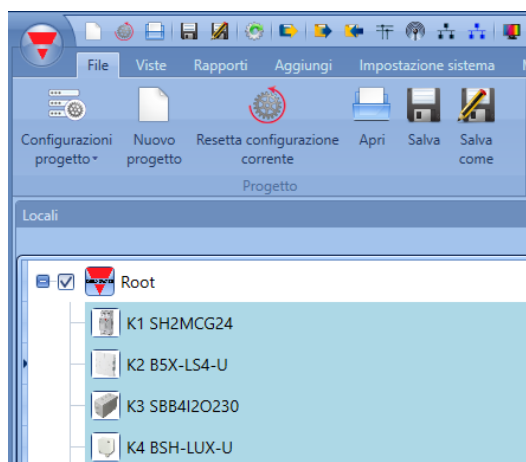 File Viste Rapporti Aggiungi Impostazione sistema
Configurazioni Nuovo Resetta configurazione Apri Salva Salva
progetto progetto corrente come
Progetto
Locali
Root
K1 SH2MCG24
K2 B5X-LS4-U
K3 SBB4I2O230
K4 BSH-LUX-U